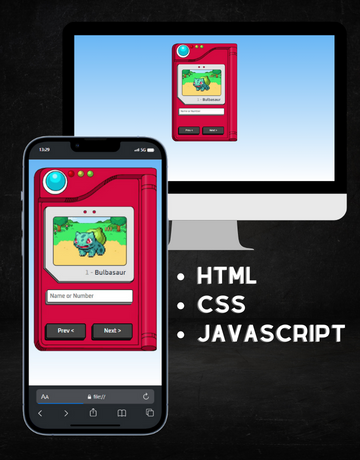 1 - Bulbasaur
Name or Number
Prev <
Next >
13:29
5G
1 - Bulbasaur
Name or Number
Prev <
Next >
AA
file://
HTML
CSS
JAVASCRIPT